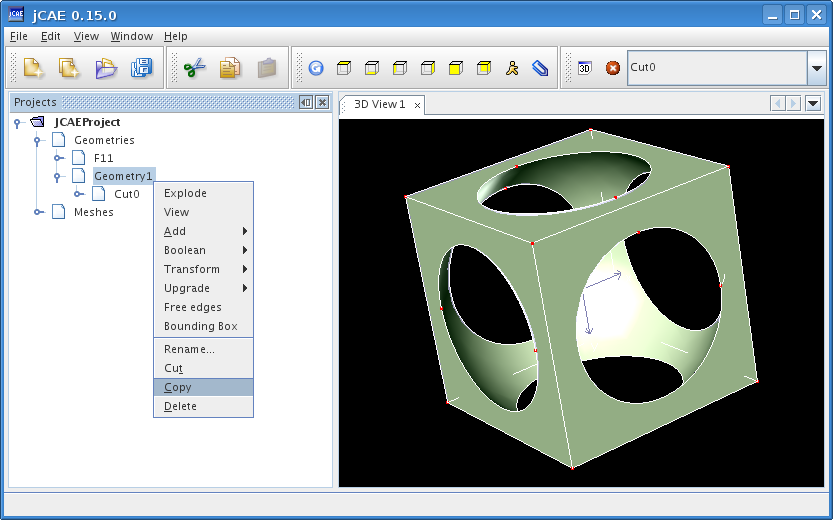 jCAE jCAE 0.15.0
File Edit View Window Help
3D Cut0
Projects
3D View 1
JCAEProject
Geometries
F11
Geometry1
Cut0
Meshes
Explode
View
Add
Boolean
Transform
Upgrade
Free edges
Bounding Box
Rename...
Cut
Copy
Delete